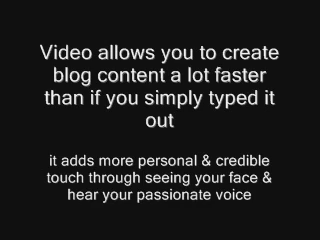 Video allows you to create
blog content a lot faster
than if you simply typed it
out
it adds more personal & credible
touch through seeing your face &
hear your passionate voice